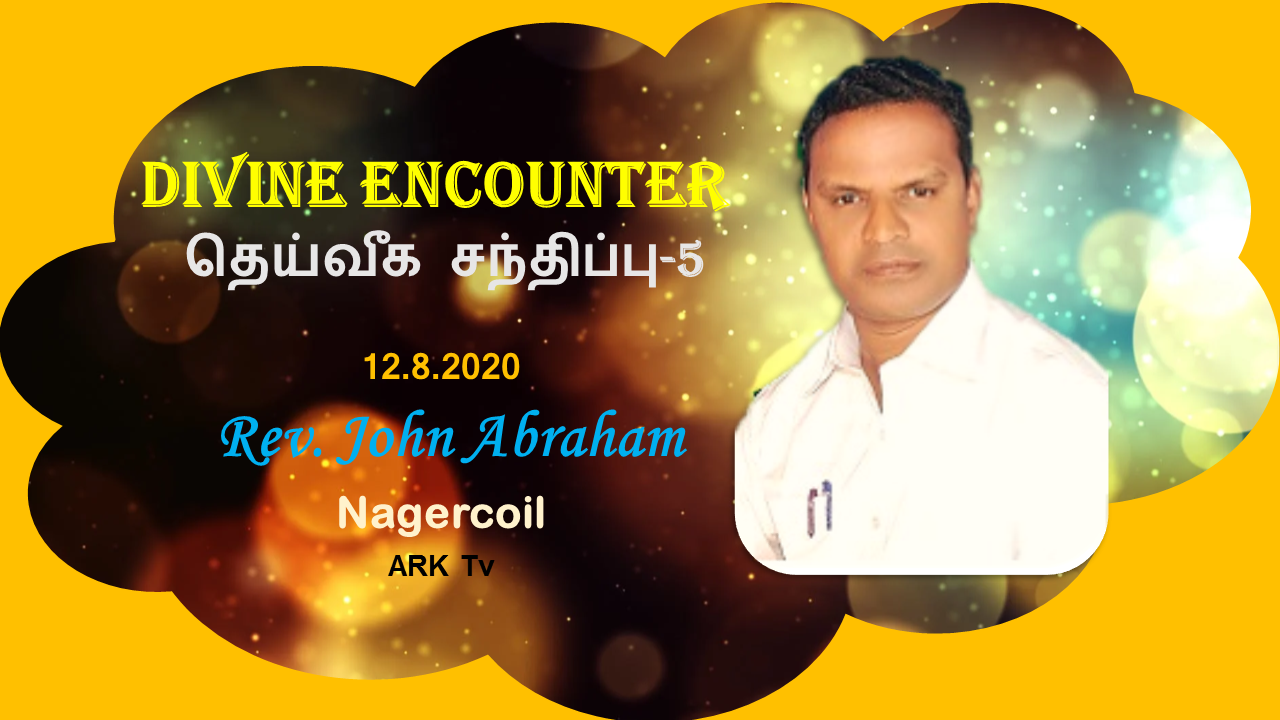 DIVINE ENCOUNTER
தெய்வீக சந்திப்பு-5
12.8.2020
Rev. John Abraham
Nagercoil
ARK Tv